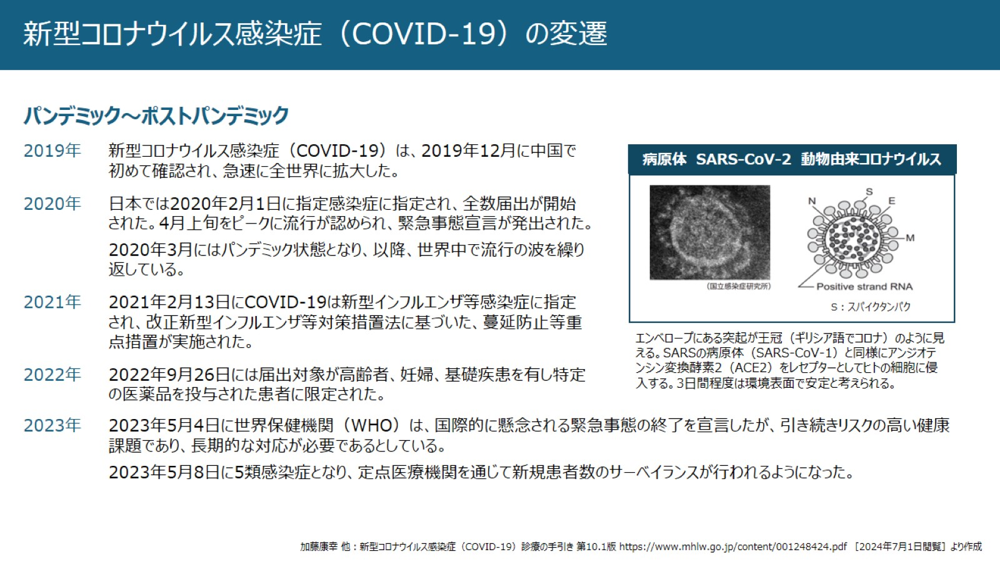 新型コロナウイルス感染症（COVID-19）の変遷
パンデミック～ポストパンデミック
2019年
新型コロナウイルス感染症（COVID-19）は、2019年12月に中国で
初めて確認され、急速に全世界に拡大した。
2020年
日本では2020年2月1日に指定感染症に指定され、全数届出が開始
された。4月上旬をピークに流行が認められ、緊急事態宣言が発出された。
2020年3月にはパンデミック状態となり、以降、世界中で流行の波を繰り
返している。
2021年
2021年2月13日にCOVID-19は新型インフルエンザ等感染症に指定
され、改正新型インフルエンザ等対策措置法に基づいた、蔓延防止等重
点措置が実施された。
2022年
2022年9月26日には届出対象が高齢者、妊婦、基礎疾患を有し特定
の医薬品を投与された患者に限定された。
2023年
2023年5月4日に世界保健機関（WHO）は、国際的に懸念される緊急事態の終了を宣言したが、引き続きリスクの高い健康
課題であり、長期的な対応が必要であるとしている。
2023年5月8日に5類感染症となり、定点医療機関を通じて新規患者数のサーベイランスが行われるようになった。
病原体 SARS-CoV-2 動物由来コロナウイルス
（国立感染症研究所）
S
N
E
M
Positive strand RNA
S：スパイクタンパク
エンベロープにある突起が王冠（ギリシア語でコロナ）のように見
える。SARSの病原体（SARS-CoV-1）と同様にアンジオテ
ンシン変換酵素2（ACE2）をレセプターとしてヒトの細胞に侵
入する。3日間程度は環境表面で安定と考えられる。
加藤康幸 他：新型コロナウイルス感染症（COVID-19）診療の手引き 第10.1版 https://www.mhlw.go.jp/content/001248424.pdf ［2024年7月1日閲覧］より作成